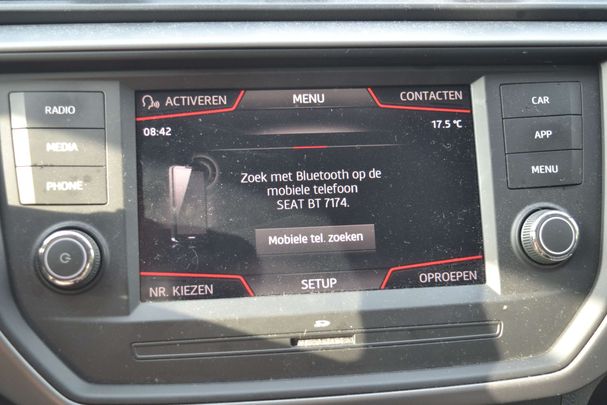 ACTIVEREN
MENU
CONTACTEN
RADIO
MEDIA
PHONE
CAR
APP
MENU
08:42
17.5 °C
Zoek met Bluetooth op de
mobiele telefoon
SEAT BT 7174.
Mobiele tel. zoeken
NR. KIEZEN
SETUP
OPROEPEN